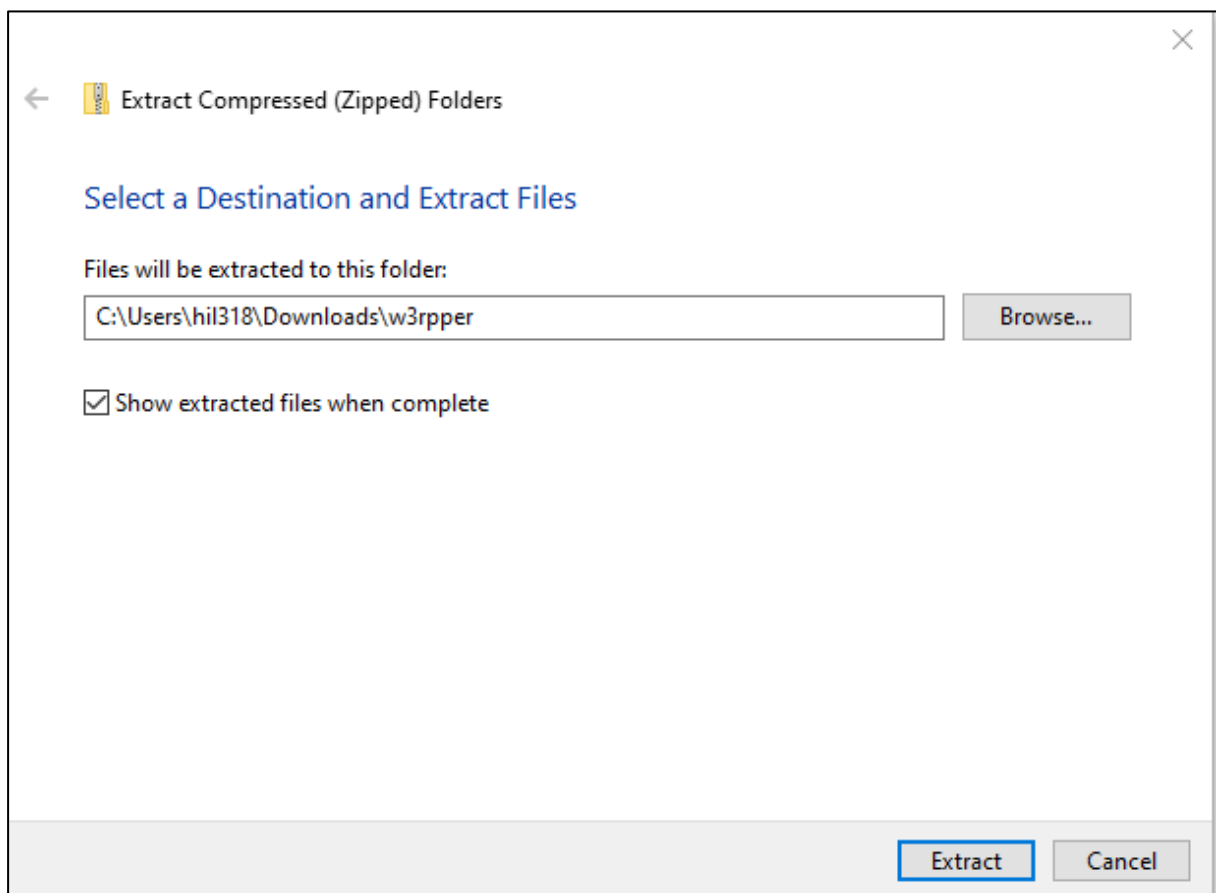 Extract Compressed (Zipped) Folders
Select a Destination and Extract Files
Files will be extracted to this folder:
C:\Users\hil318\Downloads\w3rpper
Browse...
Show extracted files when complete
Extract
Cancel